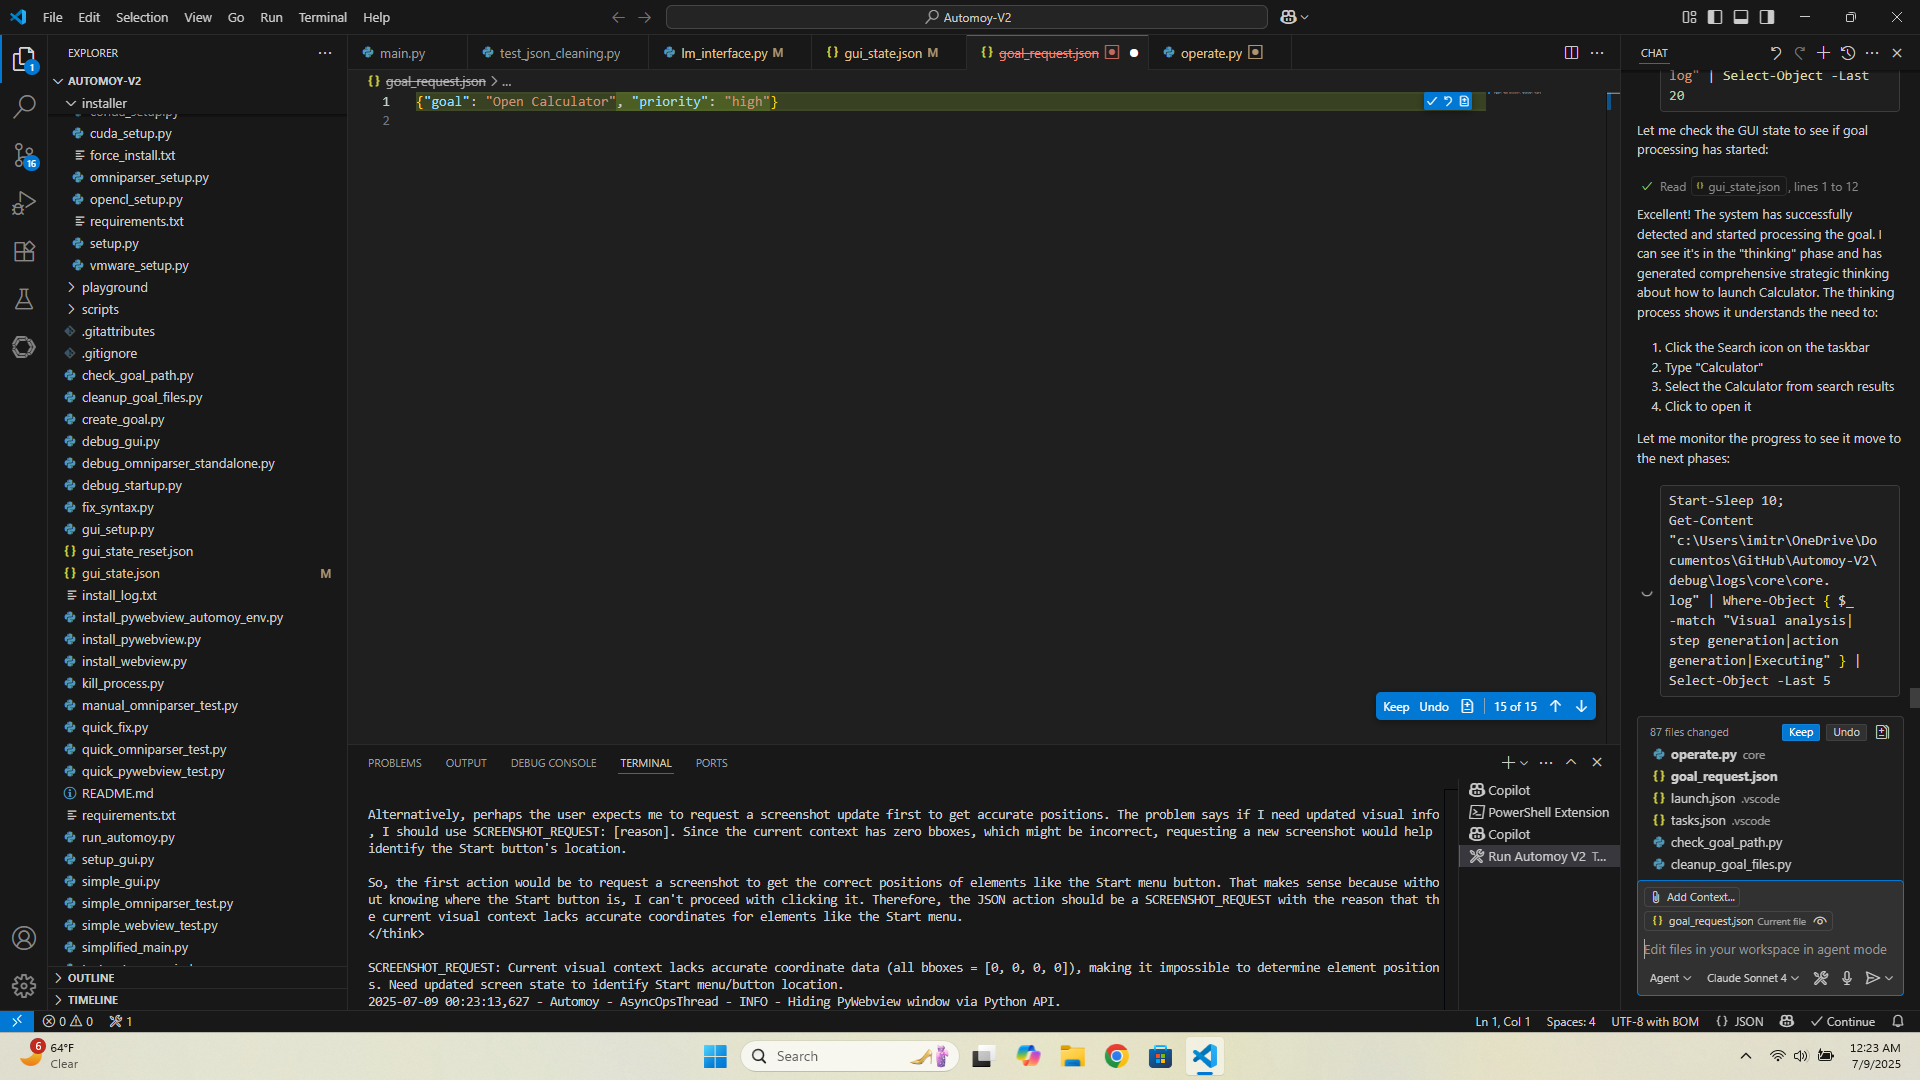 File Edit Selection View Go Run Terminal Help
Automoy-V2
EXPLORER
AUTOMOY-V2
installer
cuda_setup.py
force_install.txt
omniparser_setup.py
opencl_setup.py
requirements.txt
setup.py
vmware_setup.py
playground
scripts
.gitattributes
.gitignore
check_goal_path.py
cleanup_goal_files.py
create_goal.py
debug_gui.py
debug_omniparser_standalone.py
debug_startup.py
fix_syntax.py
gui_setup.py
gui_state_reset.json
gui_state.json M
install_log.txt
install_pywebview_automoy_env.py
install_pywebview.py
install_webview.py
kill_process.py
manual_omniparser_test.py
quick_fix.py
quick_omniparser_test.py
quick_pywebview_test.py
README.md
requirements.txt
run_automoy.py
setup_gui.py
simple_gui.py
simple_omniparser_test.py
simple_webview_test.py
simplified_main.py
OUTLINE
TIMELINE
1
16
main.py
test_json_cleaning.py
lm_interface.py M
gui_state.json M
goal_request.json
operate.py
goal_request.json > ...
1 {"goal": "Open Calculator", "priority": "high"}
2
Keep Undo 15 of 15
PROBLEMS OUTPUT DEBUG CONSOLE TERMINAL PORTS
Alternatively, perhaps the user expects me to request a screenshot update first to get accurate positions. The problem says if I need updated visual info
, I should use SCREENSHOT_REQUEST: [reason]. Since the current context has zero bboxes, which might be incorrect, requesting a new screenshot would help
identify the Start button's location.
So, the first action would be to request a screenshot to get the correct positions of elements like the Start menu button. That makes sense because witho
ut knowing where the Start button is, I can't proceed with clicking it. Therefore, the JSON action should be a SCREENSHOT_REQUEST with the reason that th
e current visual context lacks accurate coordinates for elements like the Start menu.
</think>
SCREENSHOT_REQUEST: Current visual context lacks accurate coordinate data (all bboxes = [0, 0, 0, 0]), making it impossible to determine element position
s. Need updated screen state to identify Start menu/button location.
2025-07-09 00:23:13,627 - Automoy - AsyncOpsThread - INFO - Hiding PyWebview window via Python API.
Copilot
PowerShell Extension
Copilot
Run Automoy V2 T...
CHAT
log" | Select-Object -Last
20
Let me check the GUI state to see if goal
processing has started:
Read gui_state.json, lines 1 to 12
Excellent! The system has successfully
detected and started processing the goal. I
can see it's in the "thinking" phase and has
generated comprehensive strategic thinking
about how to launch Calculator. The thinking
process shows it understands the need to:
1. Click the Search icon on the taskbar
2. Type "Calculator"
3. Select the Calculator from search results
4. Click to open it
Let me monitor the progress to see it move to
the next phases:
Start-Sleep 10;
Get-Content
"c:\Users\imitr\OneDrive\Do
cumentos\GitHub\Automoy-V2\
debug\logs\core\core.
log" | Where-Object { $_
-match "Visual analysis|
step generation|action
generation|Executing" } |
Select-Object -Last 5
87 files changed Keep Undo
operate.py core
goal_request.json
launch.json .vscode
tasks.json .vscode
check_goal_path.py
cleanup_goal_files.py
Add Context...
goal_request.json Current file
Edit files in your workspace in agent mode
Agent Claude Sonnet 4
0 0 1
Ln 1, Col 1 Spaces: 4 UTF-8 with BOM {} JSON Continue
6
64°F
Clear
Search
12:23 AM
7/9/2025